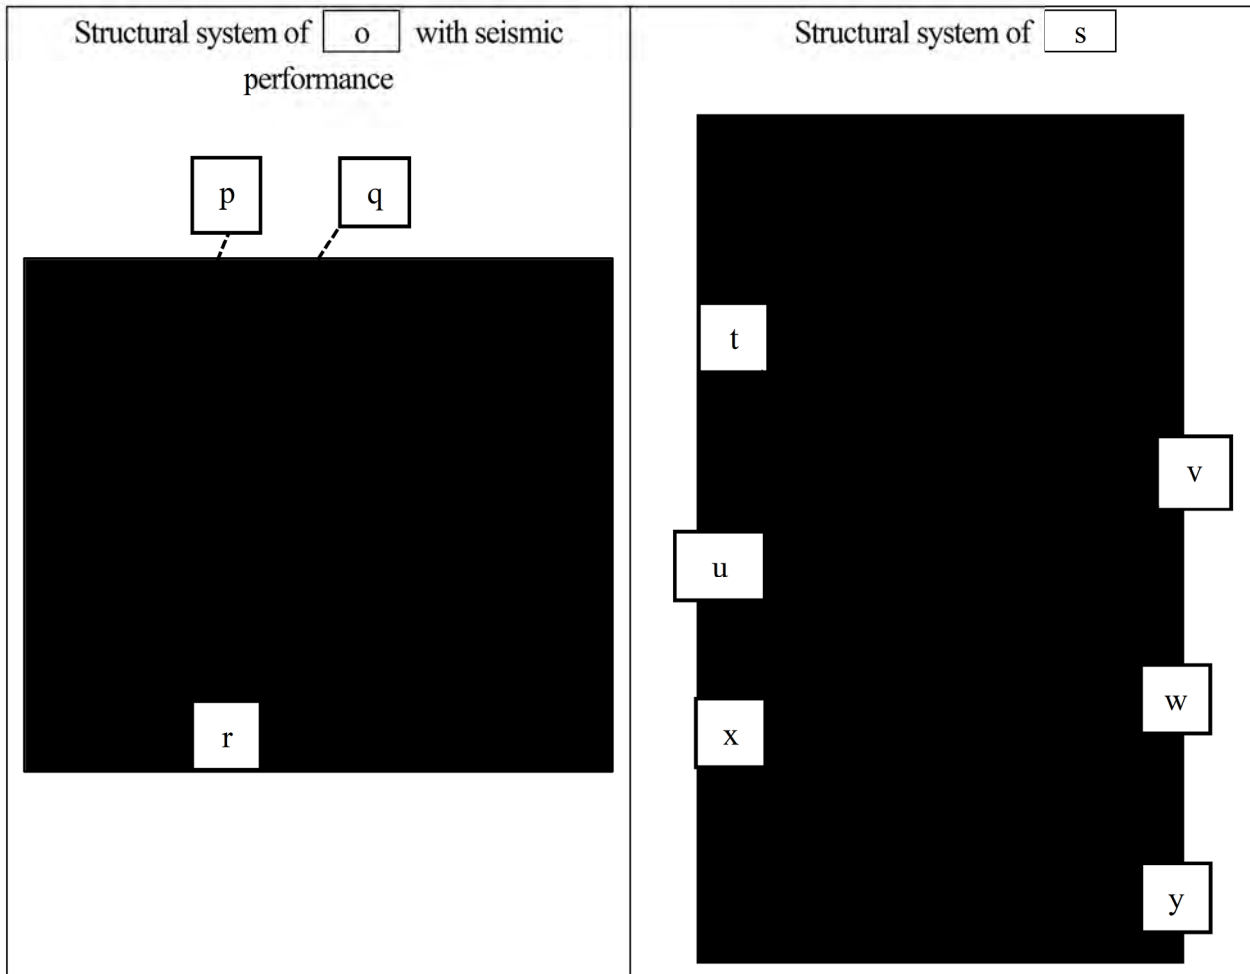 Structural system of o with seismic
performance
p
q
r
Structural system of s
t
v
u
w
x
y